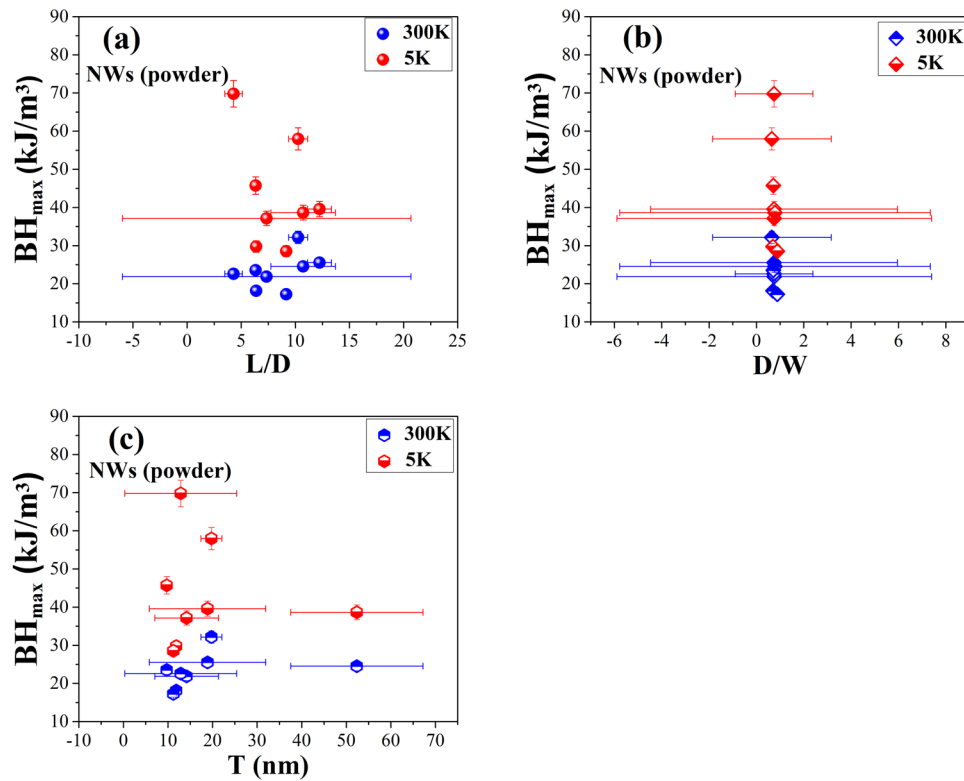 (a)
300K
5K
NWs (powder)
BHmax (kJ/m³)
90
80
70
60
50
40
30
20
10
-10 -5 0 5 10 15 20 25
L/D
(b)
300K
5K
NWs (powder)
BHmax (kJ/m³)
90
80
70
60
50
40
30
20
10
-6 -4 -2 0 2 4 6 8
D/W
(c)
300K
5K
NWs (powder)
BHmax (kJ/m³)
90
80
70
60
50
40
30
20
10
-10 0 10 20 30 40 50 60 70
T (nm)